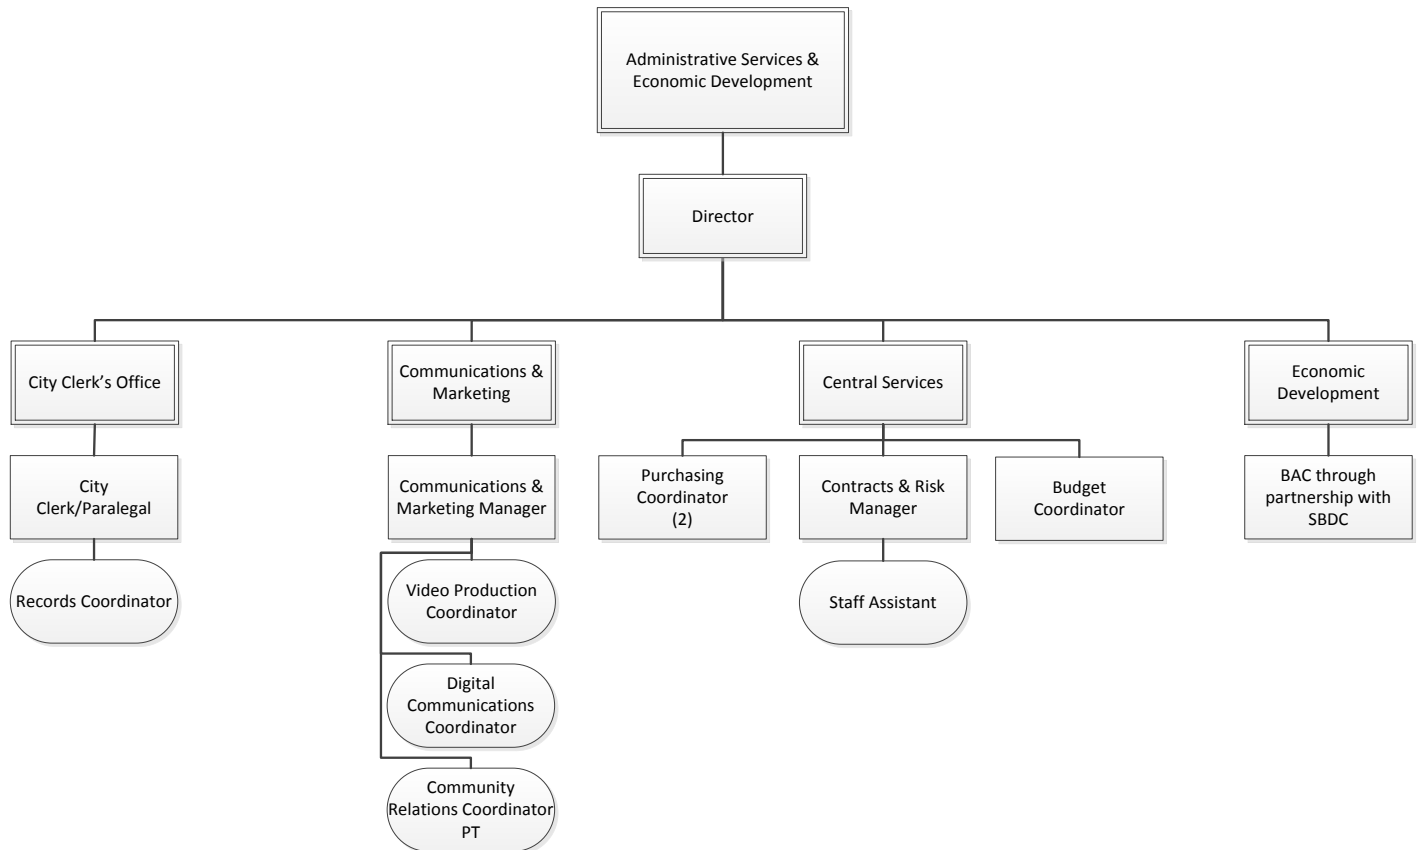 Administrative Services &
Economic Development
Director
City Clerk’s Office
Communications &
Marketing
Central Services
Economic
Development
City
Clerk/Paralegal
Communications &
Marketing Manager
Purchasing
Coordinator
(2)
Contracts & Risk
Manager
Budget
Coordinator
BAC through
partnership with
SBDC
Records Coordinator
Video Production
Coordinator
Staff Assistant
Digital
Communications
Coordinator
Community
Relations Coordinator
PT